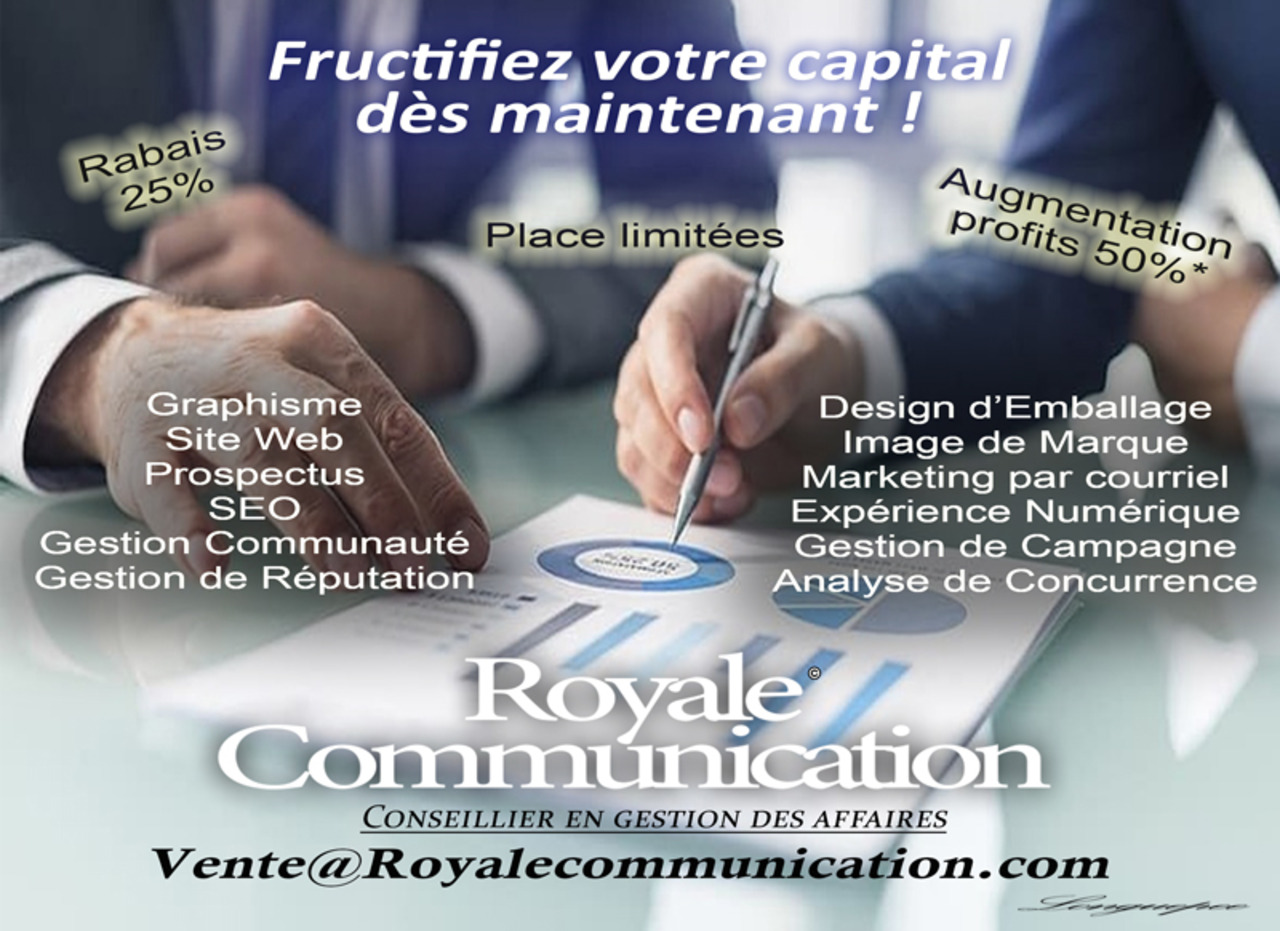 Fructifiez votre capital
dès maintenant !
Rabais
25%
Place limitées
Augmentation
profits 50%*
Graphisme
Site Web
Prospectus
SEO
Gestion Communauté
Gestion de Réputation
Design d’Emballage
Image de Marque
Marketing par courriel
Expérience Numérique
Gestion de Campagne
Analyse de Concurrence
Royale©
Communication
Conseillier en gestion des affaires
Vente@Royalecommunication.com